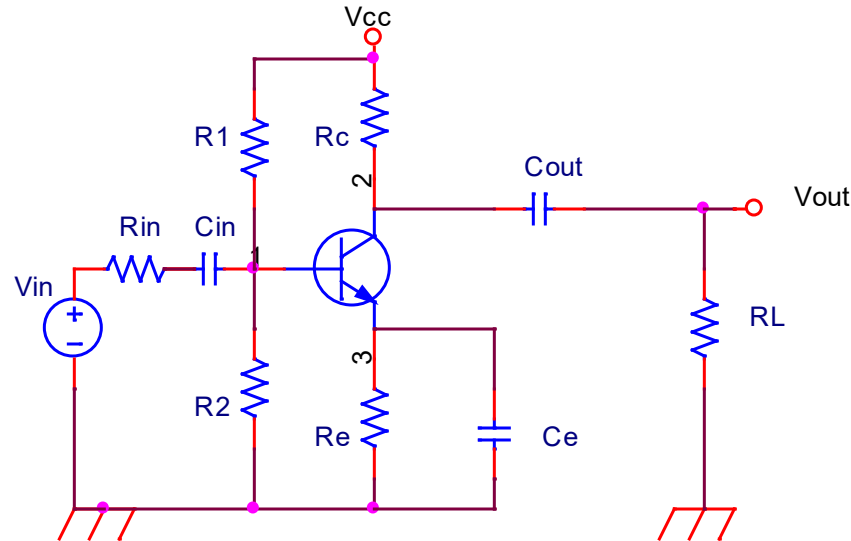 Vcc
R1
Rc
2
Cout
Vout
Rin
Cin
1
Vin
+
−
RL
3
R2
Re
Ce